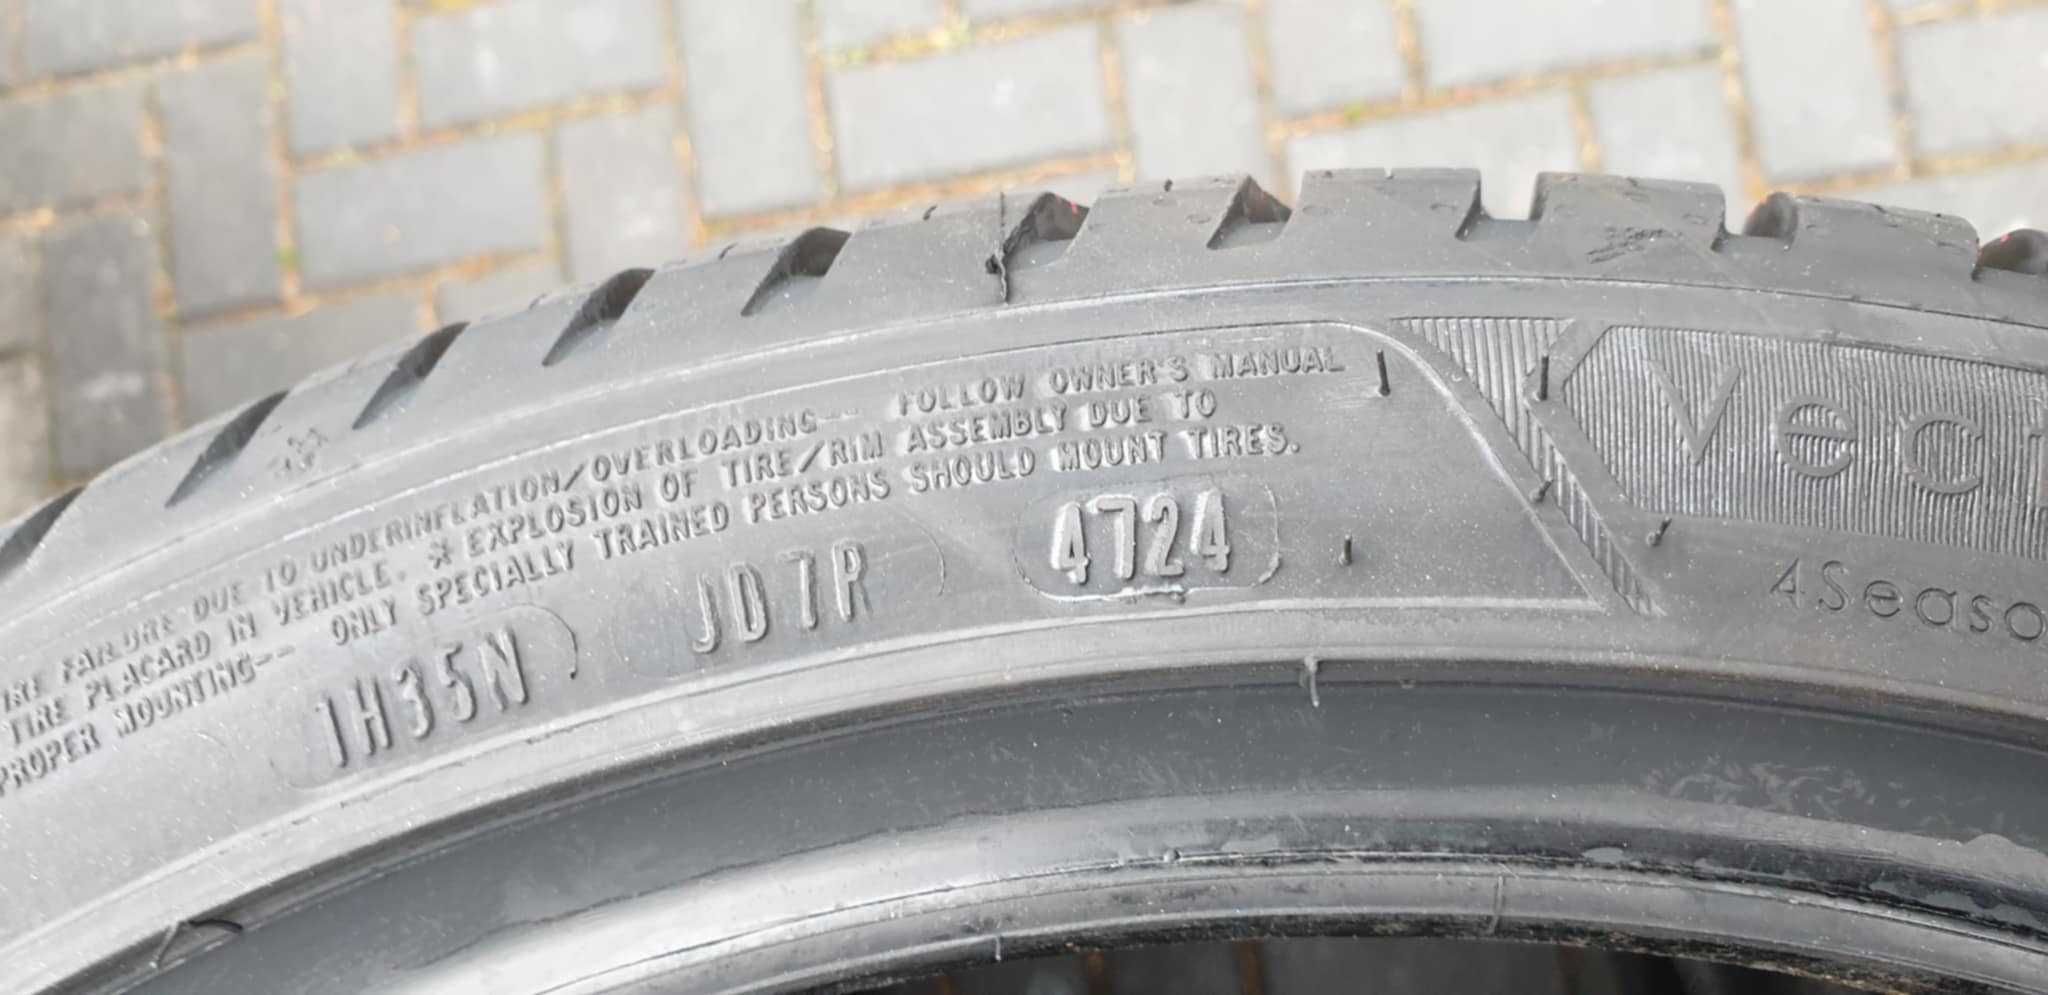 TIRE FAILURE DUE TO UNDERINFLATION/OVERLOADING-- FOLLOW OWNER'S MANUAL
TIRE PLACARD IN VEHICLE. * EXPLOSION OF TIRE/RIM ASSEMBLY DUE TO
PROPER MOUNTING-- ONLY SPECIALLY TRAINED PERSONS SHOULD MOUNT TIRES.
1H35N JD7R 4724
Vect
4Seaso